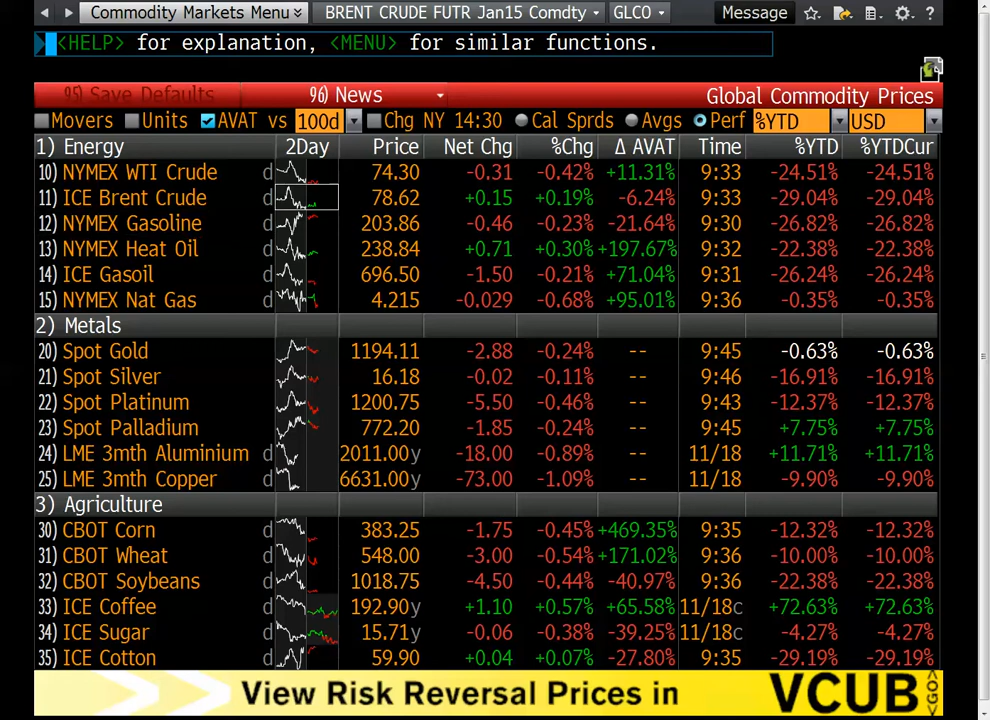 Commodity Markets Menu BRENT CRUDE FUTR Jan15 Comdty GLCO Message ?
<HELP> for explanation, <MENU> for similar functions.
95) Save Defaults 96) News Global Commodity Prices
Movers Units AVAT vs 100d Chg NY 14:30 Cal Sprds Avgs Perf %YTD USD
1) Energy 2Day Price Net Chg %Chg Δ AVAT Time %YTD %YTDCur
10) NYMEX WTI Crude d 74.30 -0.31 -0.42% +11.31% 9:33 -24.51% -24.51%
11) ICE Brent Crude d 78.62 +0.15 +0.19% -6.24% 9:33 -29.04% -29.04%
12) NYMEX Gasoline d 203.86 -0.46 -0.23% -21.64% 9:30 -26.82% -26.82%
13) NYMEX Heat Oil d 238.84 +0.71 +0.30% +197.67% 9:32 -22.38% -22.38%
14) ICE Gasoil d 696.50 -1.50 -0.21% +71.04% 9:31 -26.24% -26.24%
15) NYMEX Nat Gas d 4.215 -0.029 -0.68% +95.01% 9:36 -0.35% -0.35%
2) Metals
20) Spot Gold d 1194.11 -2.88 -0.24% -- 9:45 -0.63% -0.63%
21) Spot Silver d 16.18 -0.02 -0.11% -- 9:46 -16.91% -16.91%
22) Spot Platinum d 1200.75 -5.50 -0.46% -- 9:43 -12.37% -12.37%
23) Spot Palladium d 772.20 -1.85 -0.24% -- 9:45 +7.75% +7.75%
24) LME 3mth Aluminium d 2011.00y -18.00 -0.89% -- 11/18 +11.71% +11.71%
25) LME 3mth Copper d 6631.00y -73.00 -1.09% -- 11/18 -9.90% -9.90%
3) Agriculture
30) CBOT Corn d 383.25 -1.75 -0.45% +469.35% 9:35 -12.32% -12.32%
31) CBOT Wheat d 548.00 -3.00 -0.54% +171.02% 9:36 -10.00% -10.00%
32) CBOT Soybeans d 1018.75 -4.50 -0.44% -40.97% 9:36 -22.38% -22.38%
33) ICE Coffee d 192.90y +1.10 +0.57% +65.58% 11/18c +72.63% +72.63%
34) ICE Sugar d 15.71y -0.06 -0.38% -39.25% 11/18c -4.27% -4.27%
35) ICE Cotton d 59.90 +0.04 +0.07% -27.80% 9:35 -29.19% -29.19%
View Risk Reversal Prices in VCUB